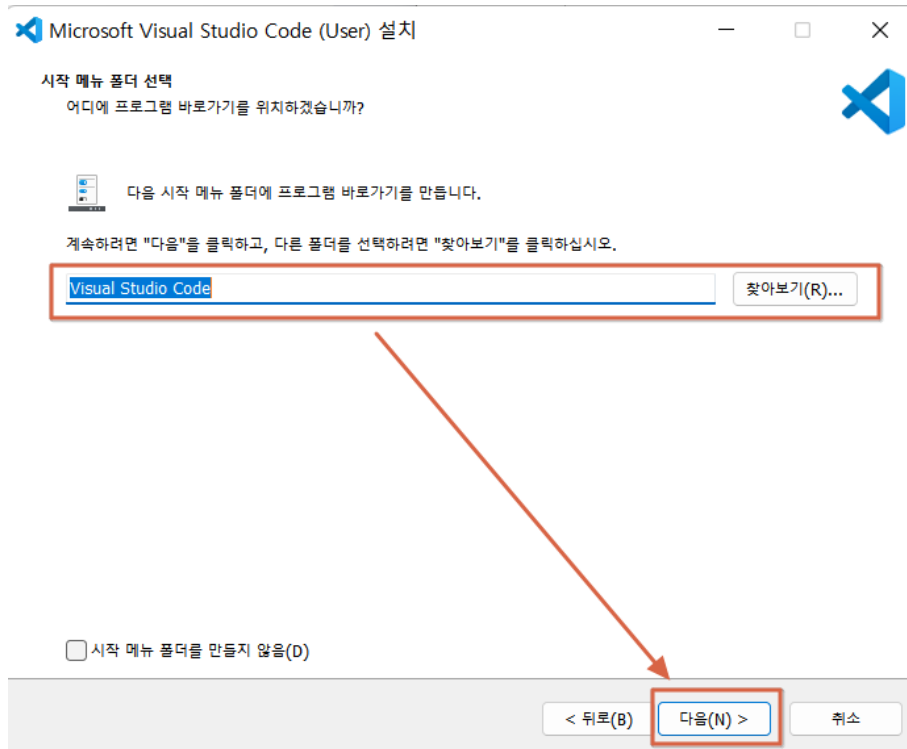 Microsoft Visual Studio Code (User) 설치
시작 메뉴 폴더 선택
어디에 프로그램 바로가기를 위치하겠습니까?
다음 시작 메뉴 폴더에 프로그램 바로가기를 만듭니다.
계속하려면 "다음"을 클릭하고, 다른 폴더를 선택하려면 "찾아보기"를 클릭하십시오.
Visual Studio Code 찾아보기(R)...
시작 메뉴 폴더를 만들지 않음(D)
< 뒤로(B) 다음(N) > 취소